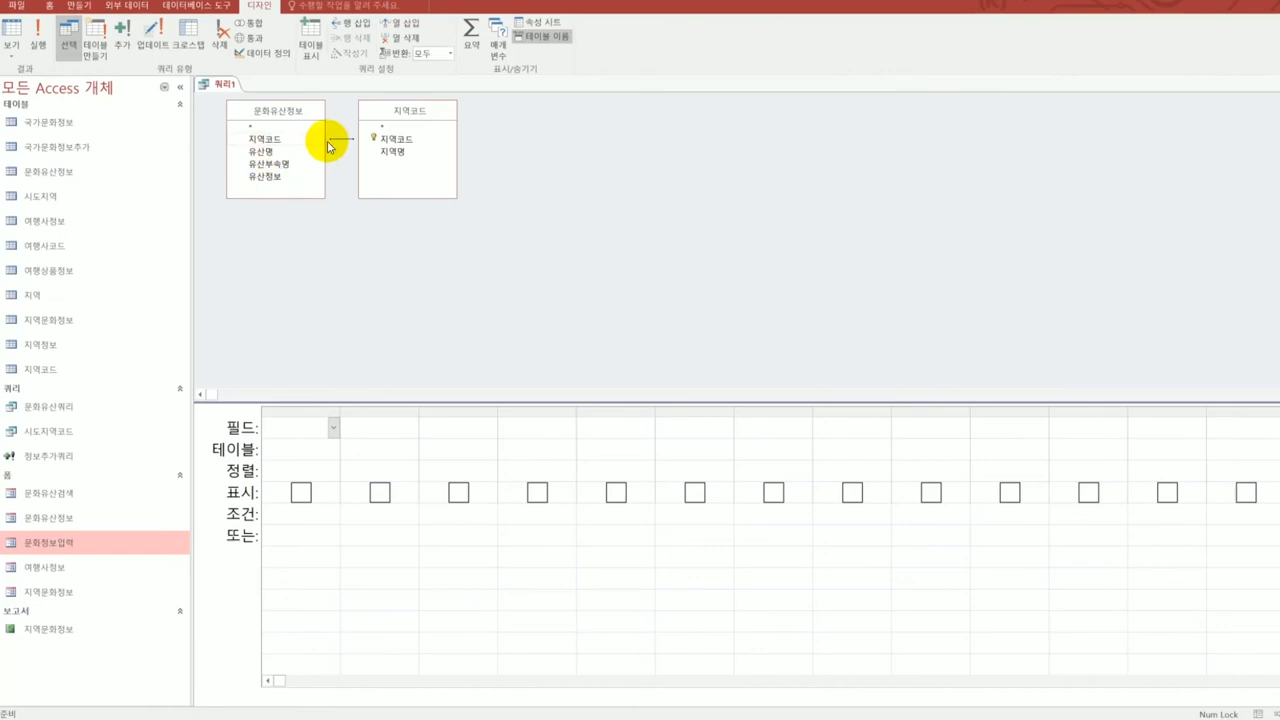 파일 홈 만들기 외부 데이터 데이터베이스 도구 디자인 수행할 작업을 알려 주세요.
보기 실행 선택 테이블 만들기 추가 업데이트 크로스탭 삭제 통합 통과 데이터 정의
테이블 표시 행 삽입 행 삭제 작성기 열 삽입 열 삭제 반환: 모두
요약 매개 변수 속성 시트 테이블 이름
결과 쿼리 유형 쿼리 설정 표시/숨기기
모든 Access 개체
테이블
국가문화정보
국가문화정보추가
문화유산정보
시도지역
여행사정보
여행사코드
여행상품정보
지역
지역문화정보
지역정보
지역코드
쿼리
문화유산쿼리
시도지역코드
정보추가쿼리
폼
문화유산검색
문화유산정보
문화정보입력
여행사정보
지역문화정보
보고서
지역문화정보
쿼리1
문화유산정보
*
지역코드
유산명
유산부속명
유산정보
지역코드
*
지역코드
지역명
필드:
테이블:
정렬:
표시:
조건:
또는:
준비
Num Lock